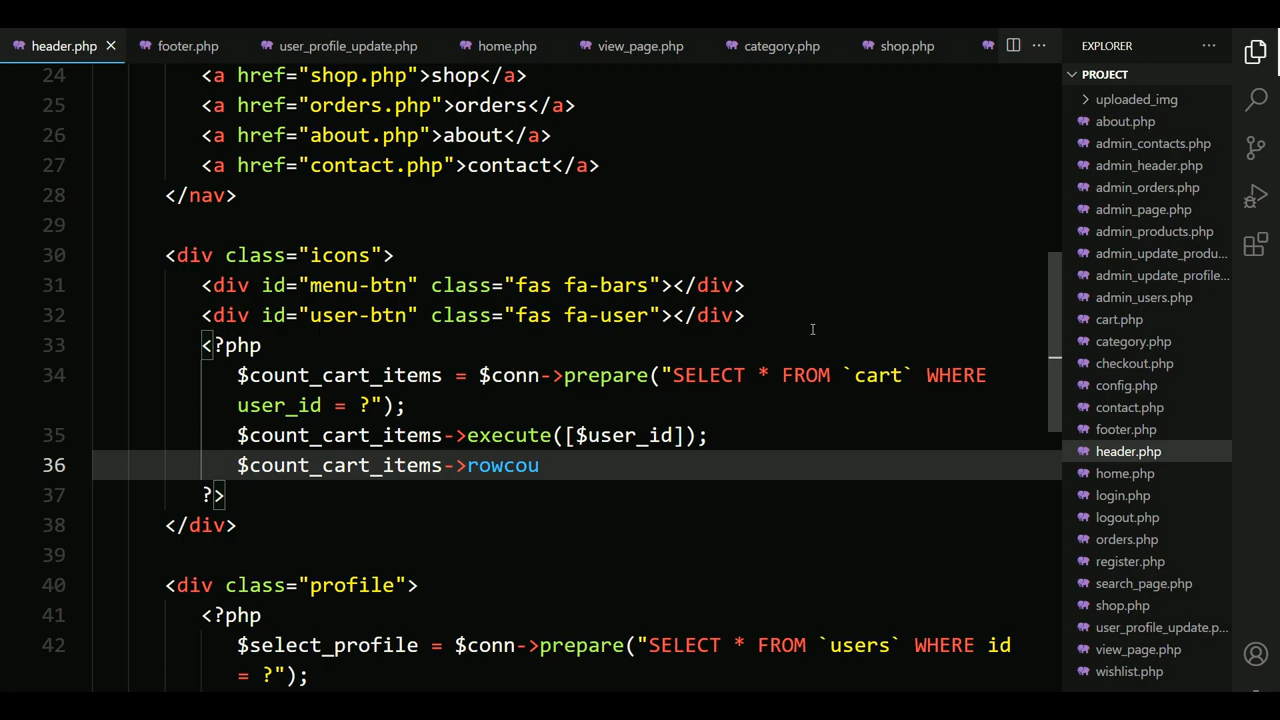 header.php
footer.php
user_profile_update.php
home.php
view_page.php
category.php
shop.php
24 <a href="shop.php">shop</a>
25 <a href="orders.php">orders</a>
26 <a href="about.php">about</a>
27 <a href="contact.php">contact</a>
28 </nav>
29
30 <div class="icons">
31 <div id="menu-btn" class="fas fa-bars"></div>
32 <div id="user-btn" class="fas fa-user"></div>
33 <?php
34 $count_cart_items = $conn->prepare("SELECT * FROM `cart` WHERE
user_id = ?");
35 $count_cart_items->execute([$user_id]);
36 $count_cart_items->rowcou
37 ?>
38 </div>
39
40 <div class="profile">
41 <?php
42 $select_profile = $conn->prepare("SELECT * FROM `users` WHERE id
= ?");
EXPLORER
PROJECT
uploaded_img
about.php
admin_contacts.php
admin_header.php
admin_orders.php
admin_page.php
admin_products.php
admin_update_produ...
admin_update_profile...
admin_users.php
cart.php
category.php
checkout.php
config.php
contact.php
footer.php
header.php
home.php
login.php
logout.php
orders.php
register.php
search_page.php
shop.php
user_profile_update.p...
view_page.php
wishlist.php